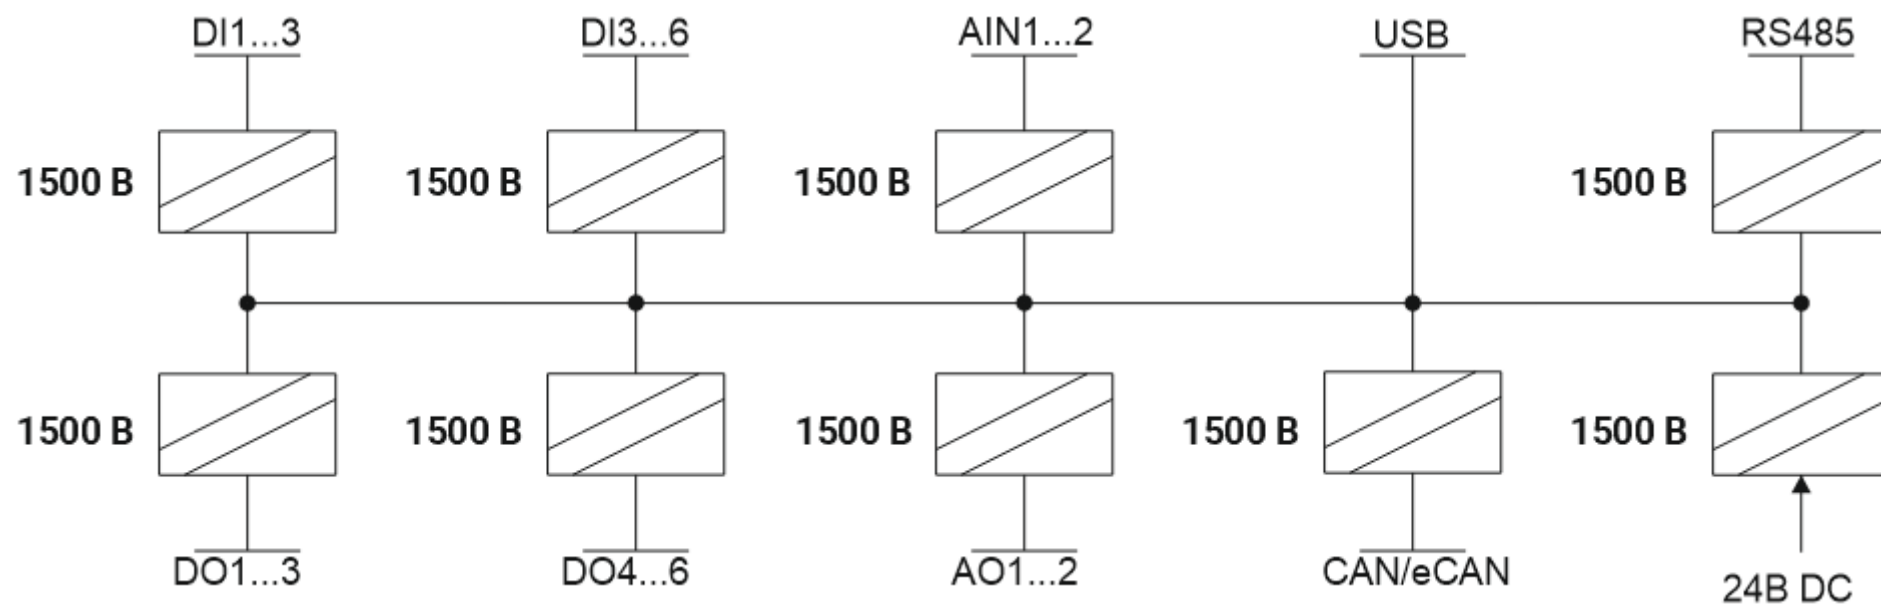 DI1...3
DI3...6
AIN1...2
USB
RS485
1500 В
1500 В
1500 В
1500 В
1500 В
1500 В
1500 В
1500 В
1500 В
DO1...3
DO4...6
AO1...2
CAN/eCAN
24В DC